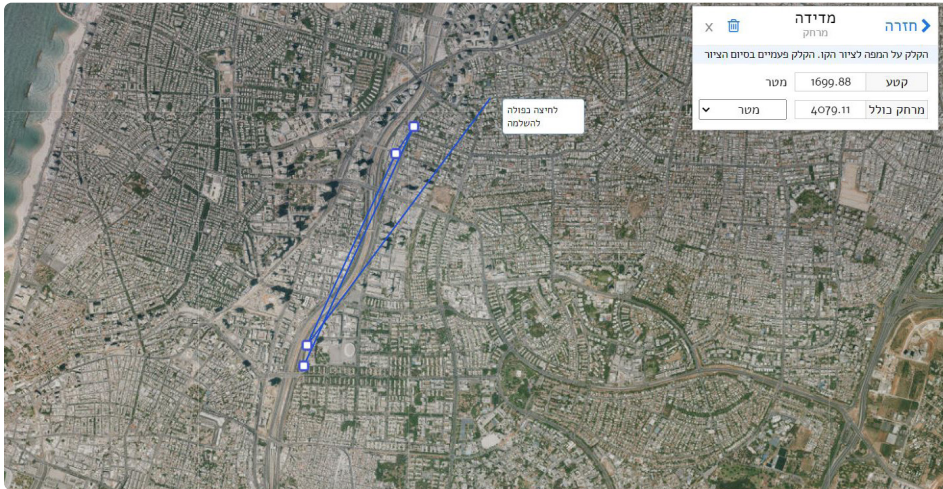 חזרה
מדידה
מרחק
x
הקלק על המפה לציור הקו. הקלק פעמיים בסיום הציור
קטע 1699.88 מטר
מרחק כולל 4079.11 מטר
לחיצה כפולה
להשלמה